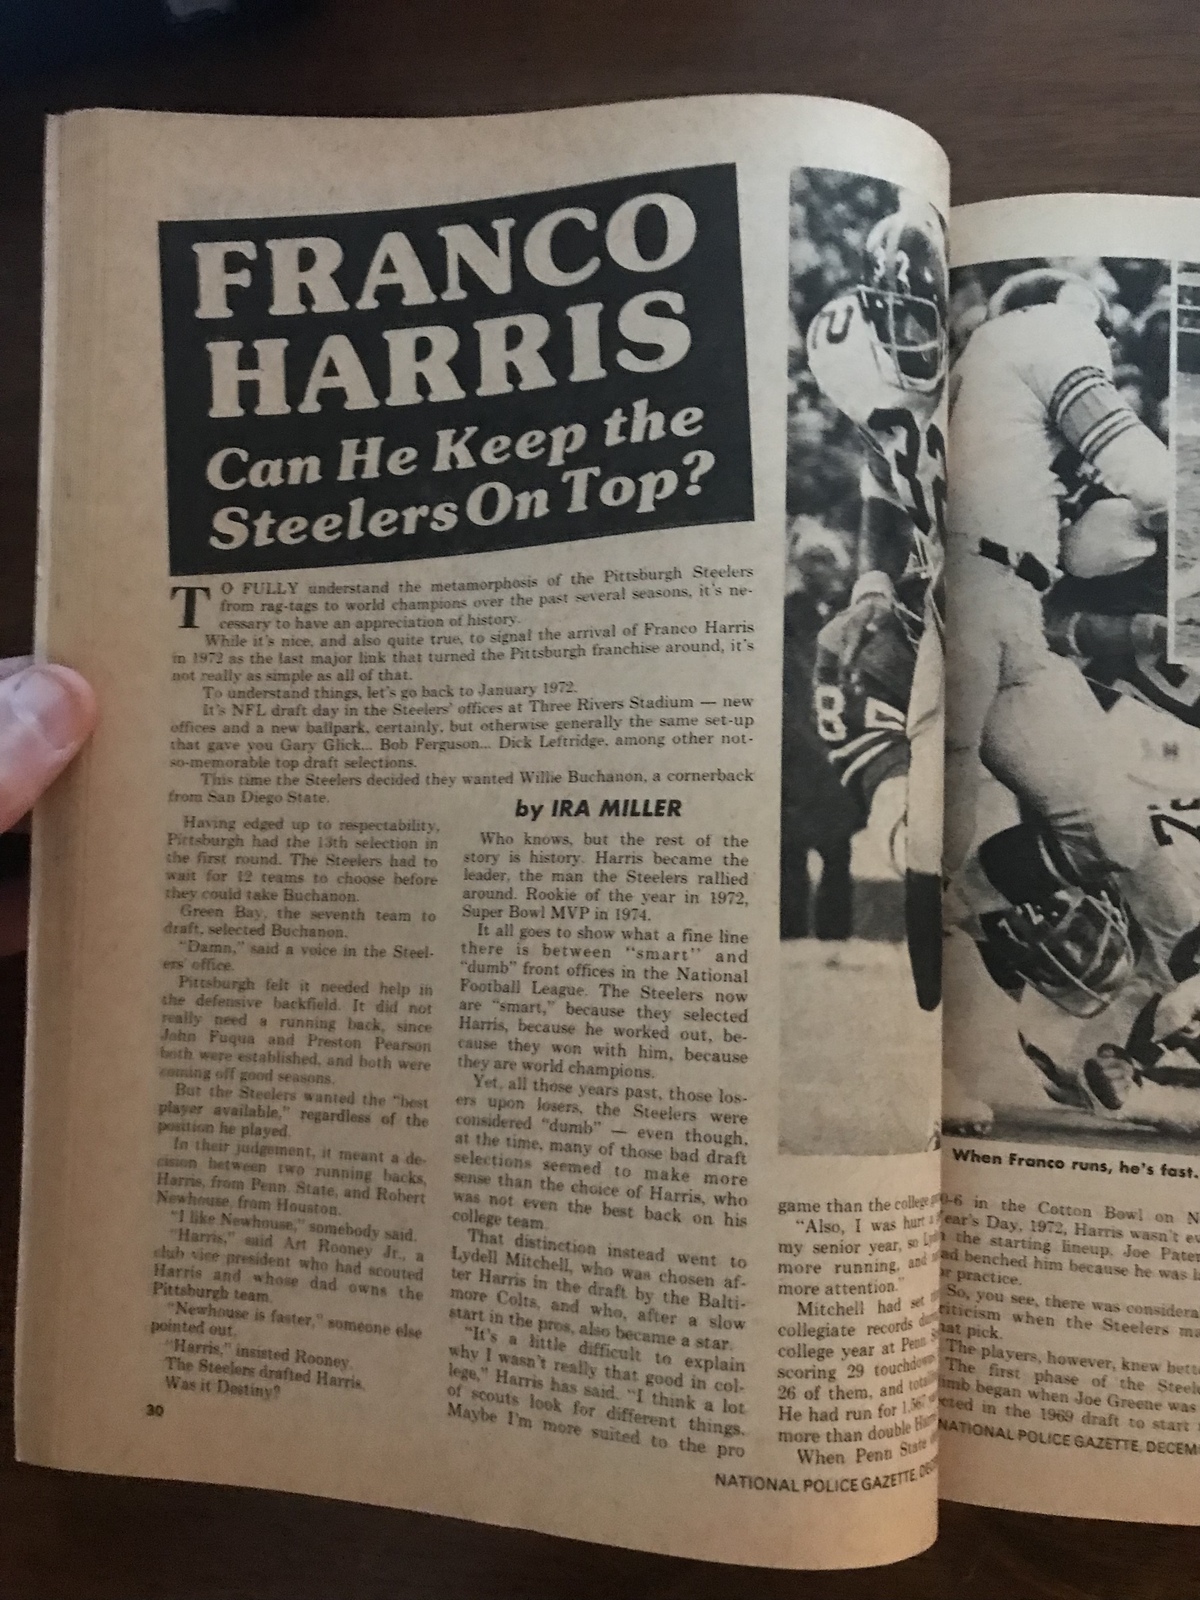 FRANCO
HARRIS
Can He Keep the
Steelers On Top?
TO FULLY understand the metamorphosis of the Pittsburgh Steelers
from rag-tags to world champions over the past several seasons, it's ne-
cessary to have an appreciation of history.
While it's nice, and also quite true, to signal the arrival of Franco Harris
in 1972 as the last major link that turned the Pittsburgh franchise around, it's
not really as simple as all of that.
To understand things, let's go back to January 1972.
It's NFL draft day in the Steelers' offices at Three Rivers Stadium — new
offices and a new ballpark, certainly, but otherwise generally the same set-up
that gave you Gary Glick... Bob Ferguson... Dick Leftridge, among other not-
so-memorable top draft selections.
This time the Steelers decided they wanted Willie Buchanon, a cornerback
from San Diego State.
by IRA MILLER
Having edged up to respectability,
Pittsburgh had the 13th selection in
the first round. The Steelers had to
wait for 12 teams to choose before
they could take Buchanon.
Green Bay, the seventh team to
draft, selected Buchanon.
"Damn," said a voice in the Steel-
ers' office.
Pittsburgh felt it needed help in
the defensive backfield. It did not
really need a running back, since
John Fuqua and Preston Pearson
both were established, and both were
coming off good seasons.
But the Steelers wanted the "best
player available," regardless of the
position he played.
In their judgement, it meant a de-
cision between two running backs,
Harris, from Penn. State, and Robert
Newhouse, from Houston.
"I like Newhouse," somebody said.
"Harris," said Art Rooney Jr., a
club vice president who had scouted
Harris and whose dad owns the
Pittsburgh team.
"Newhouse is faster," someone else
pointed out.
"Harris," insisted Rooney.
The Steelers drafted Harris.
Was it Destiny?
Who knows, but the rest of the
story is history. Harris became the
leader, the man the Steelers rallied
around. Rookie of the year in 1972,
Super Bowl MVP in 1974.
It all goes to show what a fine line
there is between "smart" and
"dumb" front offices in the National
Football League. The Steelers now
are "smart," because they selected
Harris, because he worked out, be-
cause they won with him, because
they are world champions.
Yet, all those years past, those los-
ers upon losers, the Steelers were
considered "dumb" — even though,
at the time, many of those bad draft
selections seemed to make more
sense than the choice of Harris, who
was not even the best back on his
college team.
That distinction instead went to
Lydell Mitchell, who was chosen af-
ter Harris in the draft by the Balti-
more Colts, and who, after a slow
start in the pros, also became a star.
"It's a little difficult to explain
why I wasn't really that good in col-
lege," Harris has said. "I think a lot
of scouts look for different things.
Maybe I'm more suited to the pro
game than the college
"Also, I was hurt
my senior year, so
more running, and
more attention."
Mitchell had set
collegiate records
college year at Penn
scoring 29 touchdowns
26 of them, and
He had run for
more than double
When Penn State
30
NATIONAL POLICE GAZETTE,
32
32
When Franco runs, he's fast.
in the Cotton Bowl on
Day, 1972, Harris wasn't
the starting lineup. Joe
benched him because he was
practice.
So, you see, there was
criticism when the Steelers
that pick.
The players, however, knew
The first phase of the
began when Joe Greene was
in the 1969 draft to start
NATIONAL POLICE GAZETTE,